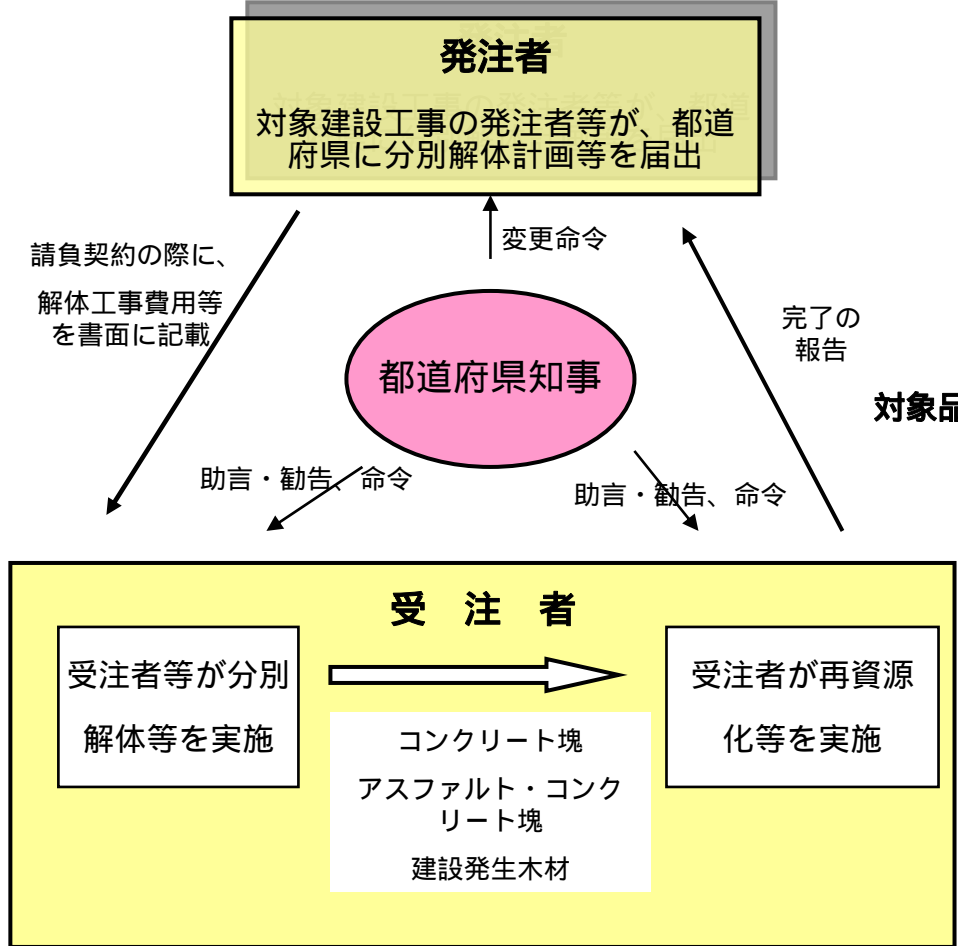 発注者
対象建設工事の発注者等が、都道
府県に分別解体計画等を届出
変更命令
請負契約の際に、
解体工事費用等
を書面に記載
完了の
報告
都道府県知事
対象品
助言・勧告、命令
助言・勧告、命令
受 注 者
受注者等が分別
解体等を実施
コンクリート塊
アスファルト・コンク
リート塊
建設発生木材
受注者が再資源
化等を実施